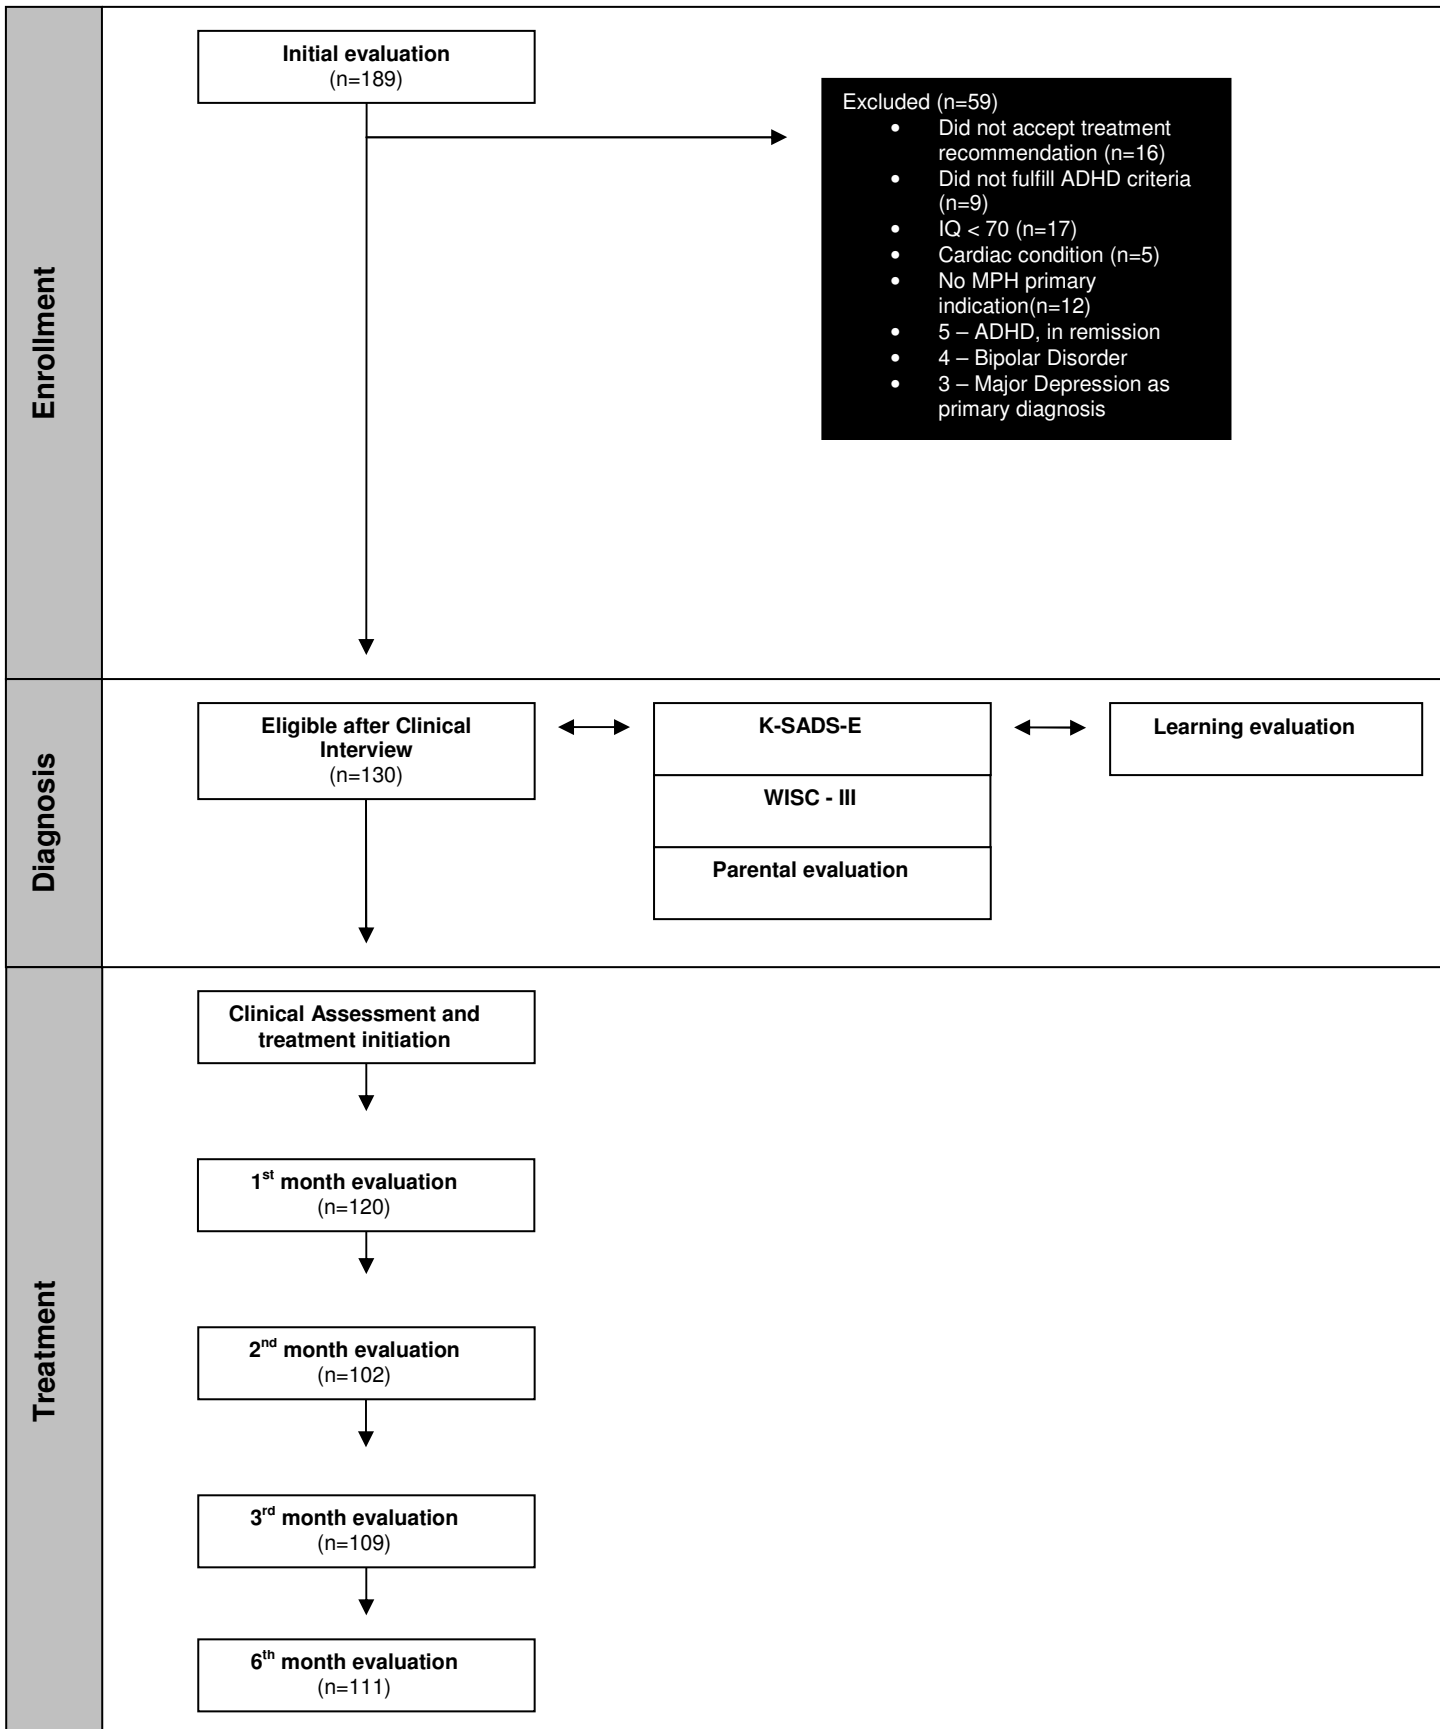 Enrollment
Initial evaluation
(n=189)
Excluded (n=59)
• Did not accept treatment
recommendation (n=16)
• Did not fulfill ADHD criteria
(n=9)
• IQ < 70 (n=17)
• Cardiac condition (n=5)
• No MPH primary
indication(n=12)
• 5 – ADHD, in remission
• 4 – Bipolar Disorder
• 3 – Major Depression as
primary diagnosis
Diagnosis
Eligible after Clinical
Interview
(n=130)
K-SADS-E
WISC - III
Parental evaluation
Learning evaluation
Treatment
Clinical Assessment and
treatment initiation
1st month evaluation
(n=120)
2nd month evaluation
(n=102)
3rd month evaluation
(n=109)
6th month evaluation
(n=111)